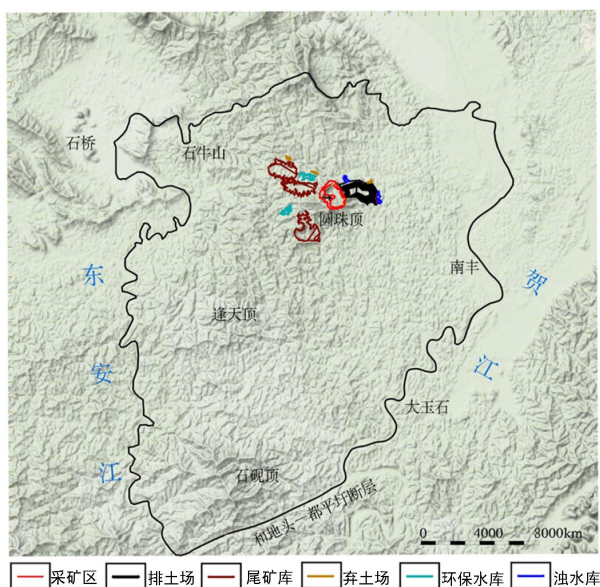 石桥
石牛山
圆珠顶
南丰
东安江
贺江
逢天顶
大玉石
石砚顶
和地头—都平圩断层
0 4000 8000km
采矿区 排土场 尾矿库 弃土场 环保水库 浊水库